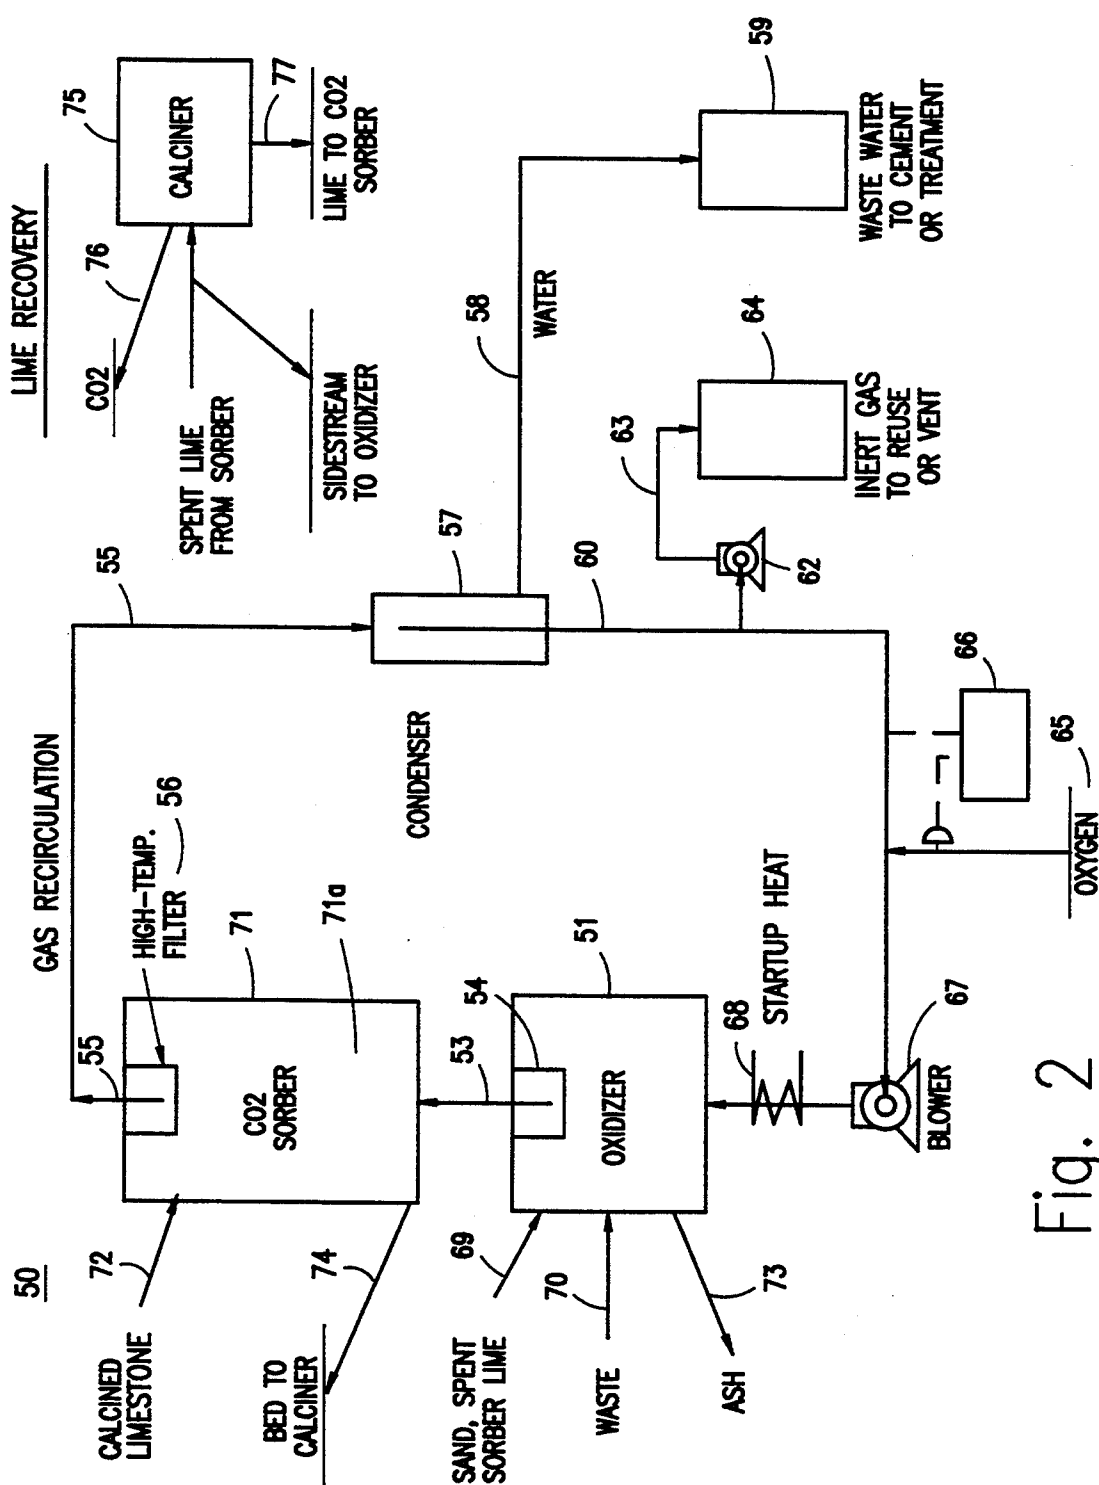 50
GAS RECIRCULATION
55
LIME RECOVERY
75
CALCINER
76
CO2
77
LIME TO CO2
SORBER
SPENT LIME
FROM SORBER
SIDESTREAM
TO OXIDIZER
55
HIGH-TEMP.
FILTER
56
72
CALCINED
LIMESTONE
CO2
SORBER
71
71a
74
BED TO
CALCINER
CONDENSER
57
58
WATER
59
WASTE WATER
TO CEMENT
OR TREATMENT
60
62
63
64
INERT GAS
TO REUSE
OR VENT
53
54
51
OXIDIZER
69
SAND, SPENT
SORBER LIME
70
WASTE
73
ASH
68
STARTUP HEAT
67
BLOWER
66
65
OXYGEN
Fig. 2